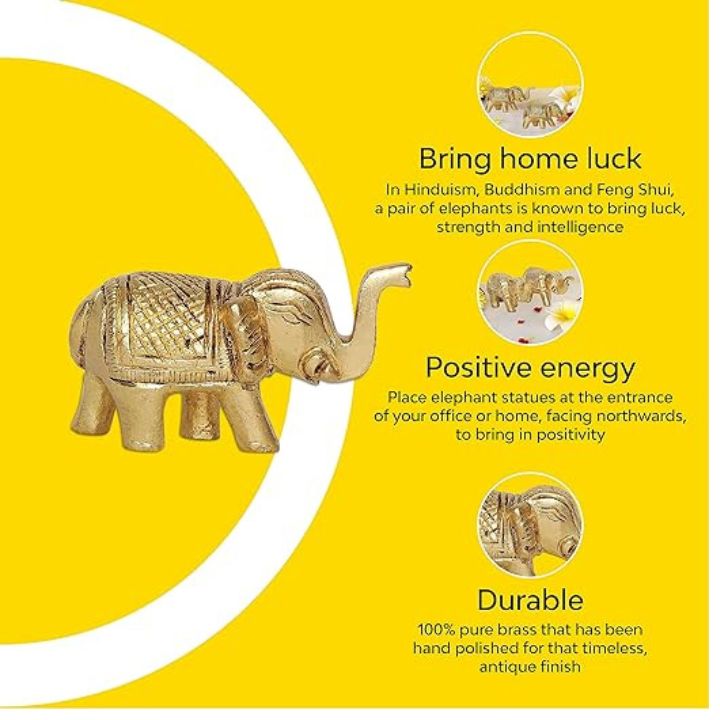 Bring home luck
In Hinduism, Buddhism and Feng Shui,
a pair of elephants is known to bring luck,
strength and intelligence
Positive energy
Place elephant statues at the entrance
of your office or home, facing northwards,
to bring in positivity
Durable
100% pure brass that has been
hand polished for that timeless,
antique finish